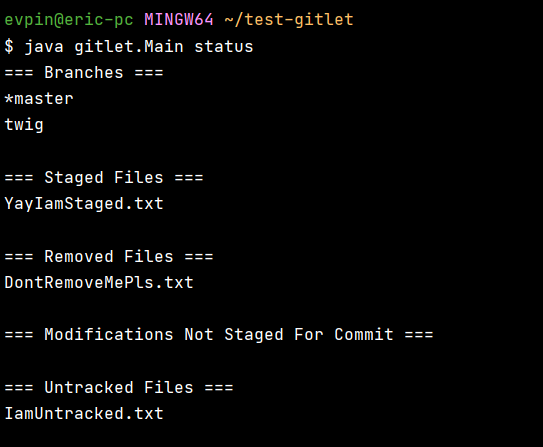 evpin@eric-pc MINGW64 ~/test-gitlet
$ java gitlet.Main status
=== Branches ===
*master
twig

=== Staged Files ===
YayIamStaged.txt

=== Removed Files ===
DontRemoveMePls.txt

=== Modifications Not Staged For Commit ===

=== Untracked Files ===
IamUntracked.txt